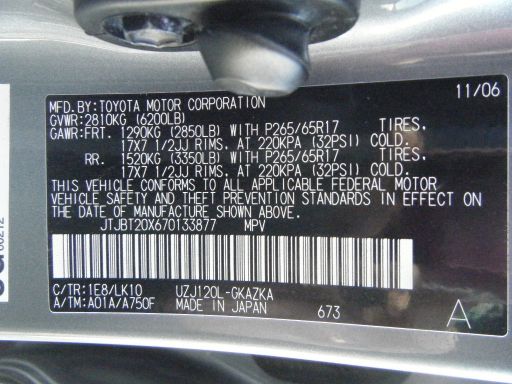 MFD.BY:TOYOTA MOTOR CORPORATION 11/06
GVWR:2810KG (6200LB)
GAWR:FRT. 1290KG (2850LB) WITH P265/65R17 TIRES,
17X7 1/2JJ RIMS, AT 220KPA (32PSI) COLD.
RR. 1520KG (3350LB) WITH P265/65R17 TIRES,
17X7 1/2JJ RIMS, AT 220KPA (32PSI) COLD.
THIS VEHICLE CONFORMS TO ALL APPLICABLE FEDERAL MOTOR
VEHICLE SAFETY AND THEFT PREVENTION STANDARDS IN EFFECT ON
THE DATE OF MANUFACTURE SHOWN ABOVE.
JTJBT20X670133877 MPV
C/TR:1E8/LK10 UZJ120L-GKAZKA
A/TM:A01A/A750F MADE IN JAPAN 673 A